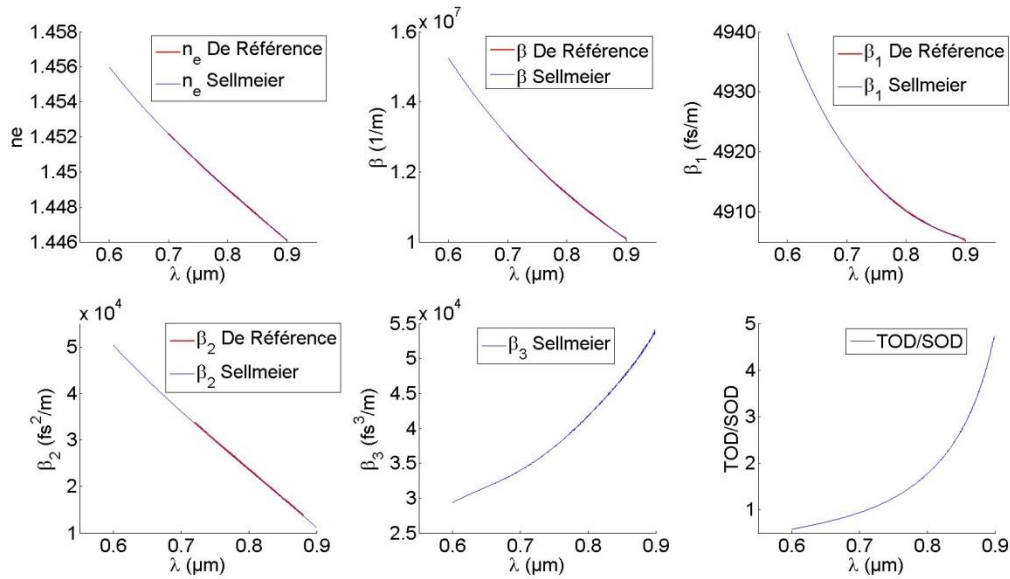 1.458
1.456
1.454
1.452
1.45
1.448
1.446
ne
0.6 0.7 0.8 0.9
λ (µm)
n_e De Référence
n_e Sellmeier
x 10^7
1.6
1.4
1.2
1
β (1/m)
0.6 0.7 0.8 0.9
λ (µm)
β De Référence
β Sellmeier
4940
4930
4920
4910
β_1 (fs/m)
0.6 0.7 0.8 0.9
λ (µm)
β_1 De Référence
β_1 Sellmeier
x 10^4
5
4
3
2
1
β_2 (fs^2/m)
0.6 0.7 0.8 0.9
λ (µm)
β_2 De Référence
β_2 Sellmeier
x 10^4
5.5
5
4.5
4
3.5
3
2.5
β_3 (fs^3/m)
0.6 0.7 0.8 0.9
λ (µm)
β_3 Sellmeier
5
4
3
2
1
TOD/SOD
0.6 0.7 0.8 0.9
λ (µm)
TOD/SOD